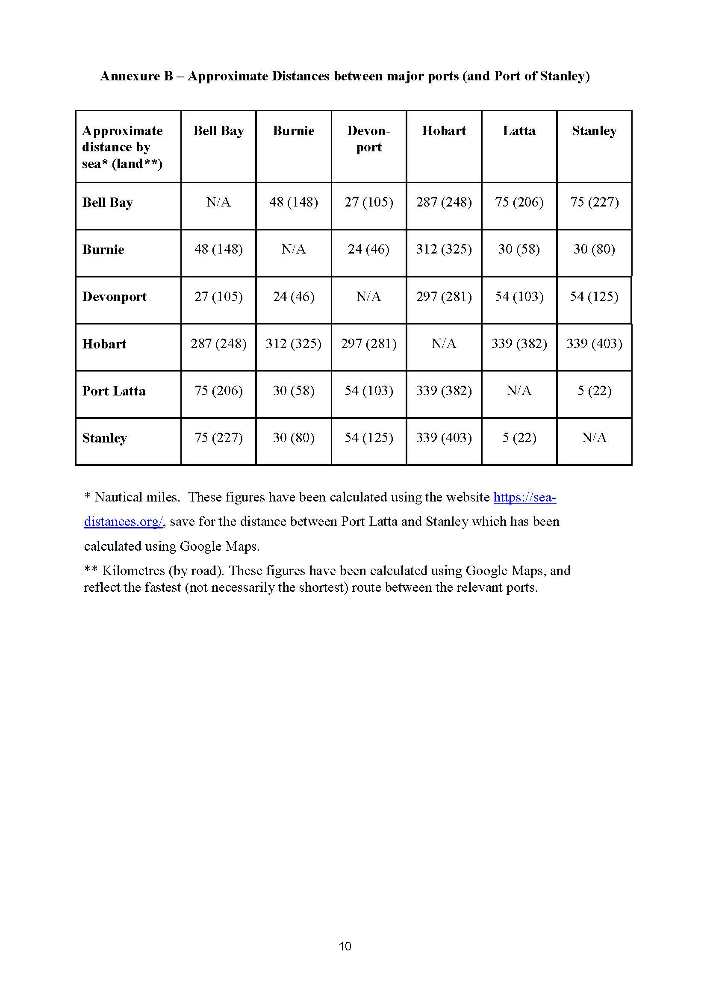 Annexure B – Approximate Distances between major ports (and Port of Stanley)
Approximate distance by sea* (land**) Bell Bay Burnie Devon-port Hobart Latta Stanley
Bell Bay N/A 48 (148) 27 (105) 287 (248) 75 (206) 75 (227)
Burnie 48 (148) N/A 24 (46) 312 (325) 30 (58) 30 (80)
Devonport 27 (105) 24 (46) N/A 297 (281) 54 (103) 54 (125)
Hobart 287 (248) 312 (325) 297 (281) N/A 339 (382) 339 (403)
Port Latta 75 (206) 30 (58) 54 (103) 339 (382) N/A 5 (22)
Stanley 75 (227) 30 (80) 54 (125) 339 (403) 5 (22) N/A
* Nautical miles.  These figures have been calculated using the website https://sea-
distances.org/, save for the distance between Port Latta and Stanley which has been
calculated using Google Maps.
** Kilometres (by road). These figures have been calculated using Google Maps, and
reflect the fastest (not necessarily the shortest) route between the relevant ports.
10